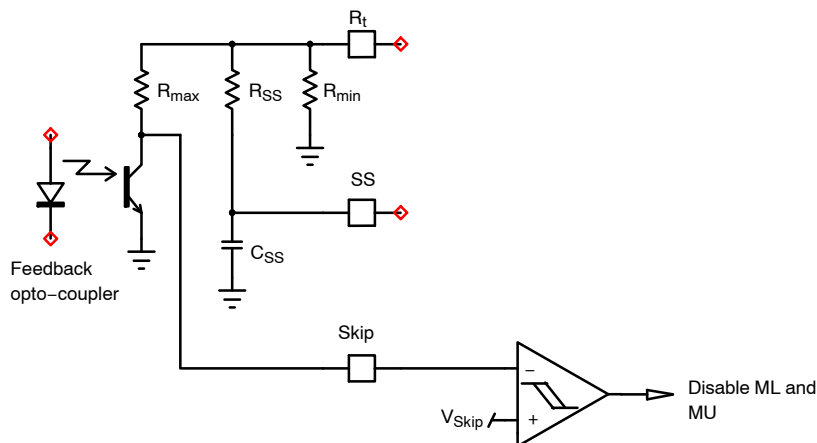 Rt
Rmax
RSS
Rmin
SS
CSS
Feedback
opto−coupler
Skip
−
VSkip
+
Disable ML and
MU